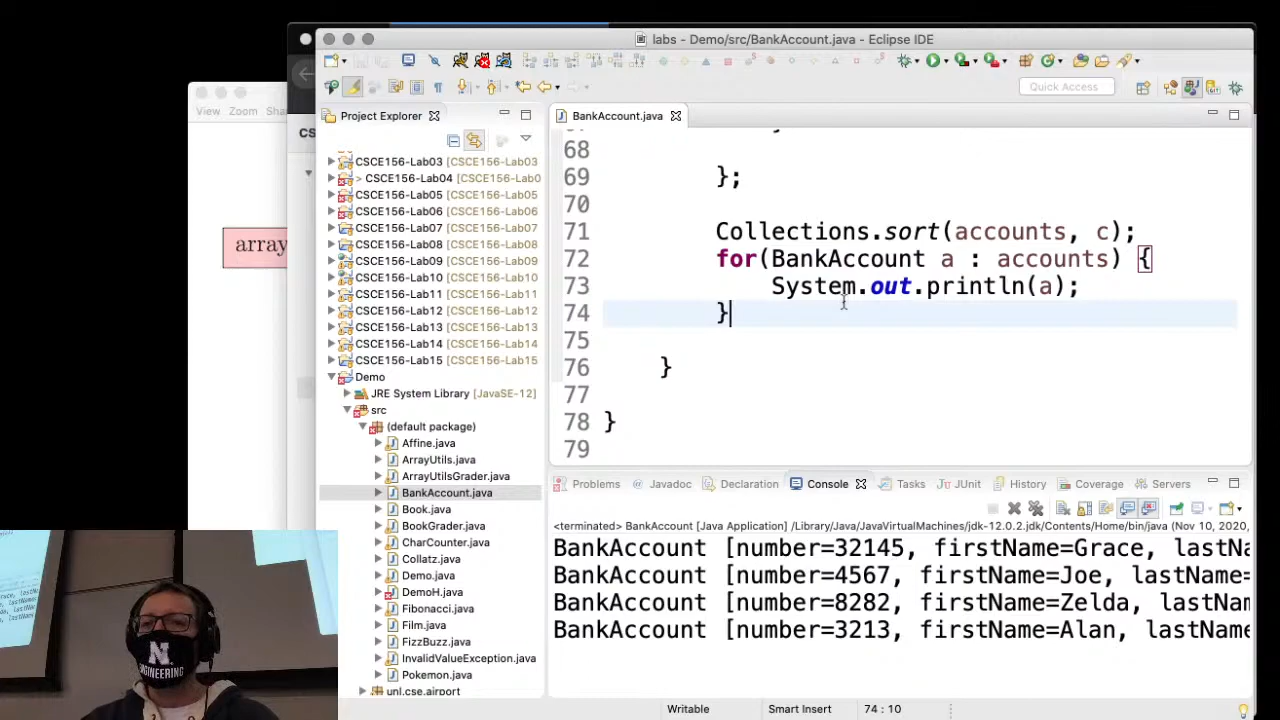 labs - Demo/src/BankAccount.java - Eclipse IDE
Quick Access
View Zoom
CS
array
Project Explorer
CSCE156-Lab03 [CSCE156-Lab03
> CSCE156-Lab04 [CSCE156-Lab0
CSCE156-Lab05 [CSCE156-Lab05
CSCE156-Lab06 [CSCE156-Lab06
CSCE156-Lab07 [CSCE156-Lab07
CSCE156-Lab08 [CSCE156-Lab08
CSCE156-Lab09 [CSCE156-Lab09
CSCE156-Lab10 [CSCE156-Lab10
CSCE156-Lab11 [CSCE156-Lab11
CSCE156-Lab12 [CSCE156-Lab12
CSCE156-Lab13 [CSCE156-Lab13
CSCE156-Lab14 [CSCE156-Lab14
CSCE156-Lab15 [CSCE156-Lab15
Demo
JRE System Library [JavaSE-12]
src
(default package)
Affine.java
ArrayUtils.java
ArrayUtilsGrader.java
BankAccount.java
Book.java
BookGrader.java
CharCounter.java
Collatz.java
Demo.java
DemoH.java
Fibonacci.java
Film.java
FizzBuzz.java
InvalidValueException.java
Pokemon.java
unl.cse.airport
BankAccount.java
68
69 };
70
71 Collections.sort(accounts, c);
72 for(BankAccount a : accounts) {
73 System.out.println(a);
74 }
75
76 }
77
78 }
79
Problems Javadoc Declaration Console Tasks JUnit History Coverage Servers
<terminated> BankAccount [Java Application] /Library/Java/JavaVirtualMachines/jdk-12.0.2.jdk/Contents/Home/bin/java (Nov 10, 2020,
BankAccount [number=32145, firstName=Grace, lastNa
BankAccount [number=4567, firstName=Joe, lastName=
BankAccount [number=8282, firstName=Zelda, lastNam
BankAccount [number=3213, firstName=Alan, lastName
Writable Smart Insert 74 : 10
N
ENGINEERING